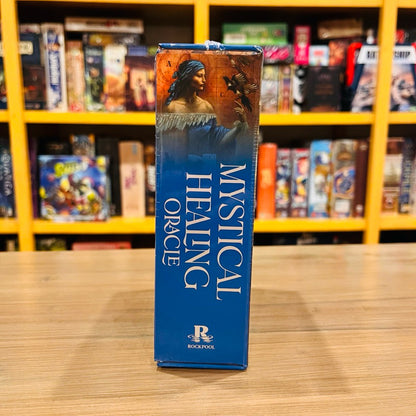 MYSTICAL
HEALING
ORACLE
R
ROCKPOOL